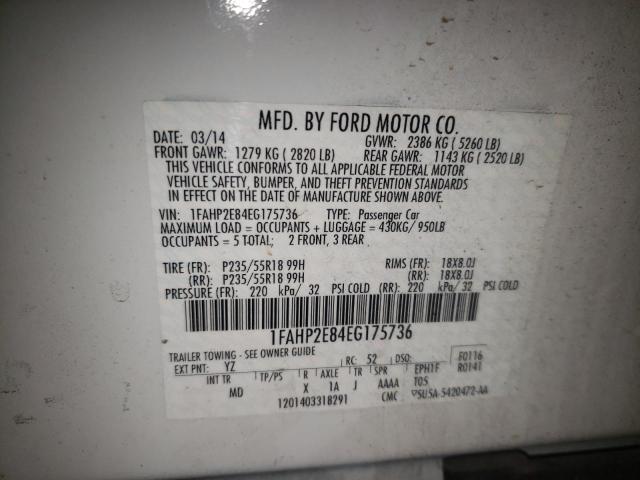 MFD. BY FORD MOTOR CO.
DATE: 03/14 GVWR: 2386 KG ( 5260 LB)
FRONT GAWR: 1279 KG ( 2820 LB) REAR GAWR: 1143 KG ( 2520 LB)
THIS VEHICLE CONFORMS TO ALL APPLICABLE FEDERAL MOTOR
VEHICLE SAFETY, BUMPER, AND THEFT PREVENTION STANDARDS
IN EFFECT ON THE DATE OF MANUFACTURE SHOWN ABOVE.
VIN: 1FAHP2E84EG175736 TYPE: Passenger Car
MAXIMUM LOAD = OCCUPANTS + LUGGAGE = 430KG/ 950LB
OCCUPANTS = 5 TOTAL; 2 FRONT, 3 REAR
TIRE (FR): P235/55R18 99H RIMS (FR): 18X8.0J
(RR): P235/55R18 99H (RR): 18X8.0J
PRESSURE (FR): 220 kPa/ 32 PSI COLD (RR): 220 kPa/ 32 PSI COLD
1FAHP2E84EG175736
TRAILER TOWING - SEE OWNER GUIDE
EXT PNT: YZ RC: 52 DSO: F0116
R0141
INT TR TP/PS R AXLE TR SPR EPH1F
MD X 1A J AAAA T05
1201403318291 CMC SU5A-5420472-AA